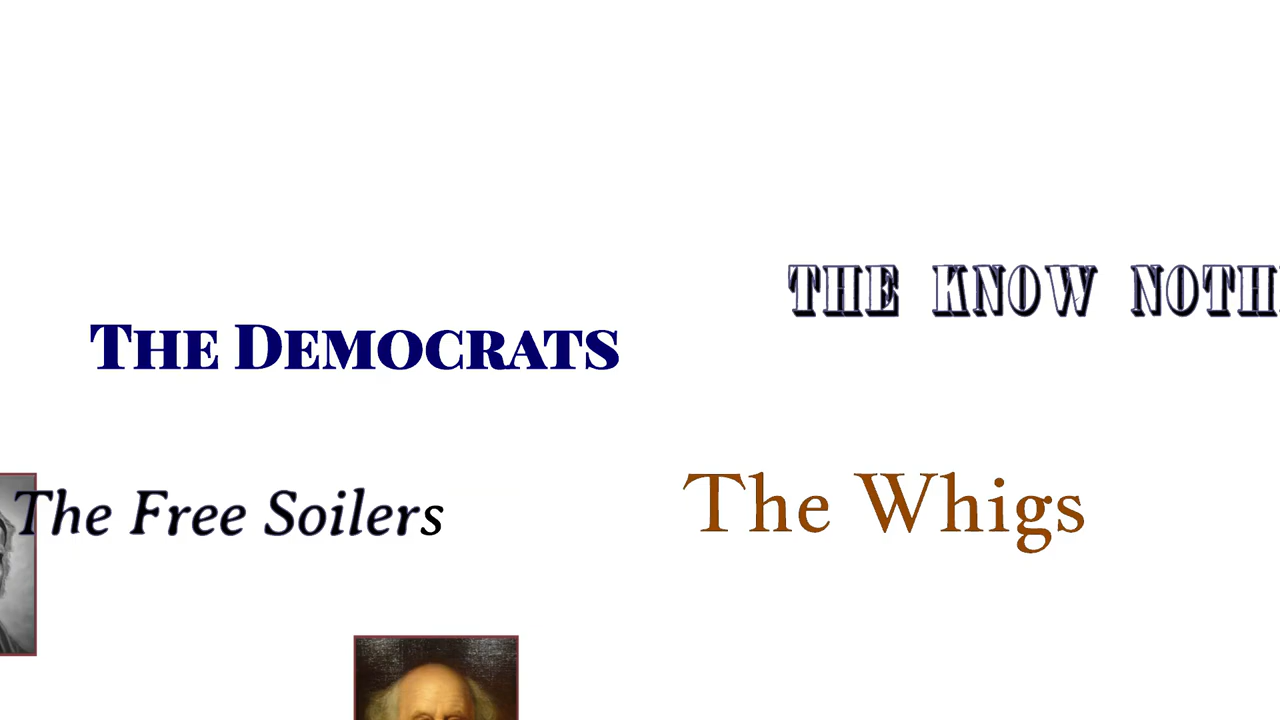 THE KNOW NOTH
THE DEMOCRATS
The Free Soilers
The Whigs